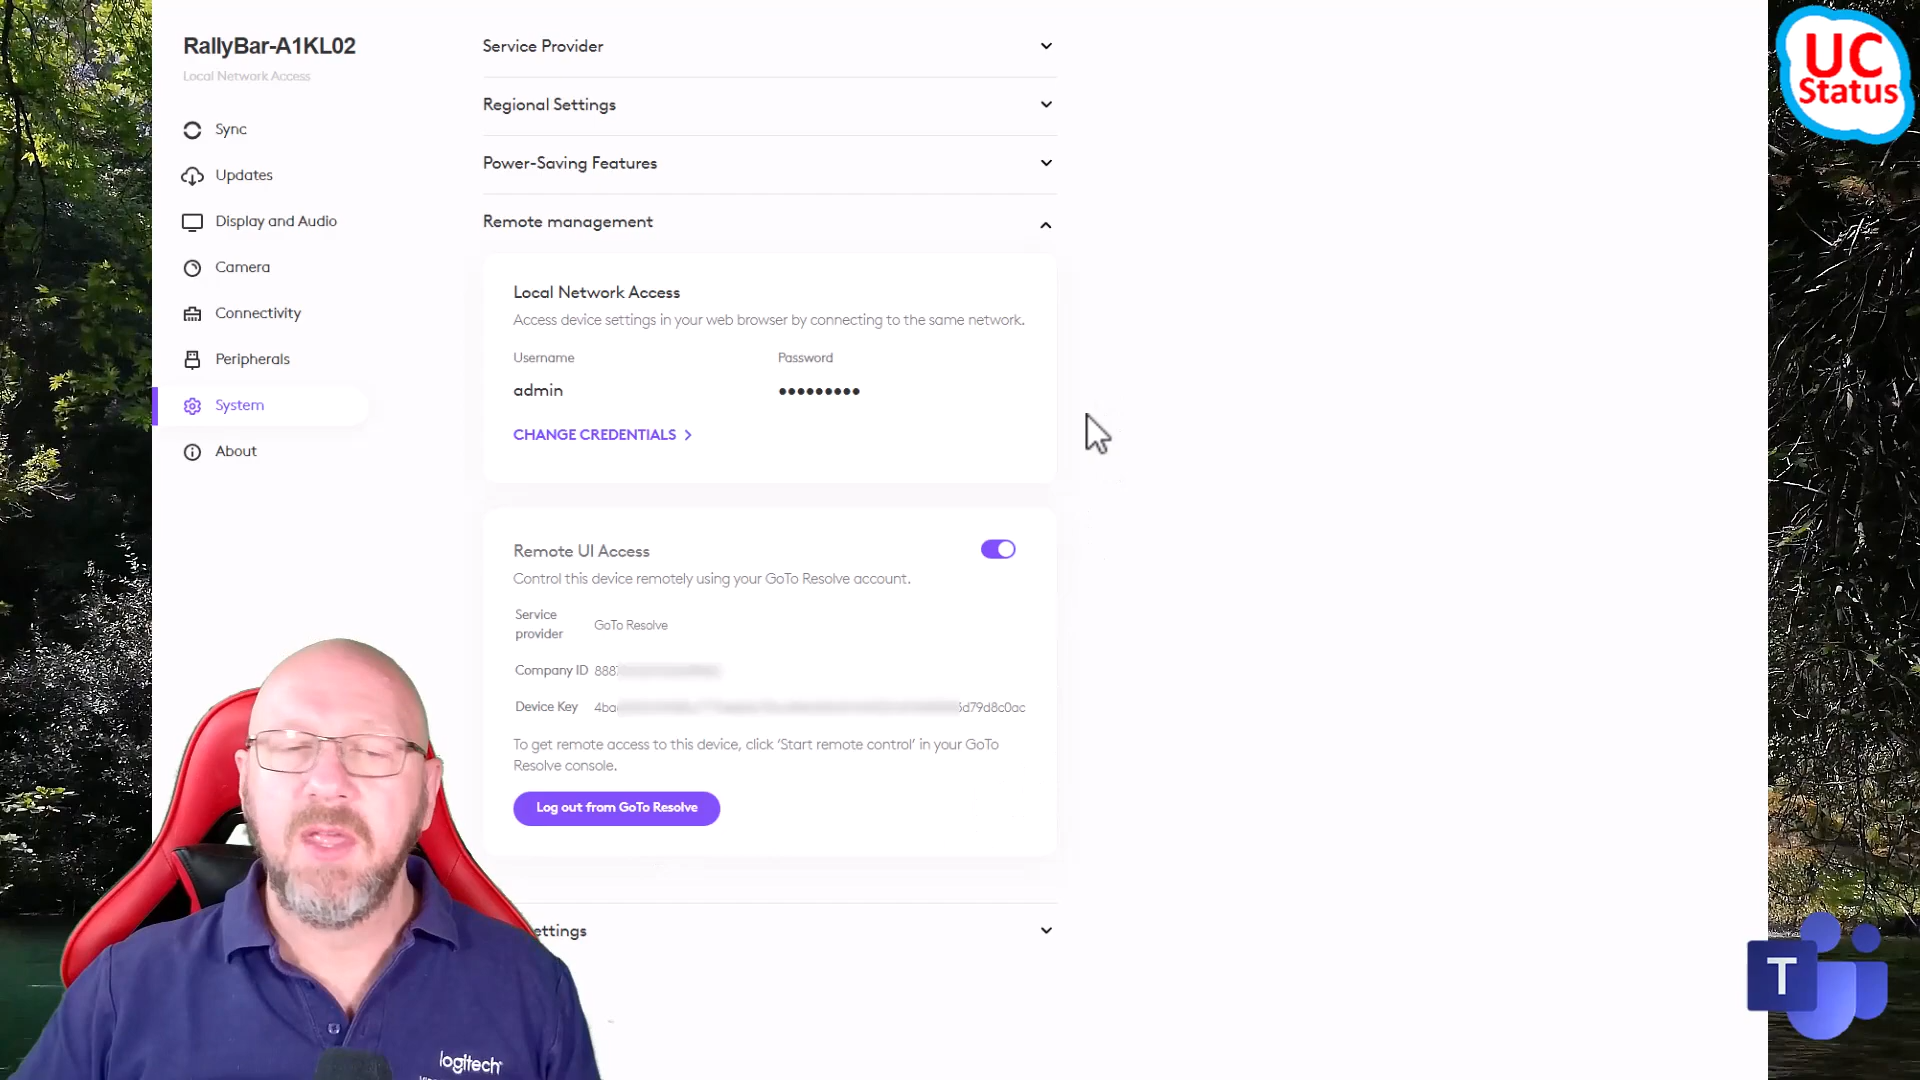 RallyBar-A1KL02
Local Network Access
Sync
Updates
Display and Audio
Camera
Connectivity
Peripherals
System
About
Service Provider
Regional Settings
Power-Saving Features
Remote management
Local Network Access
Access device settings in your web browser by connecting to the same network.
Username
Password
admin
•••••••••
CHANGE CREDENTIALS
Remote UI Access
Control this device remotely using your GoTo Resolve account.
Service
provider
GoTo Resolve
Company ID
Device Key
To get remote access to this device, click 'Start remote control' in your GoTo
Resolve console.
Log out from GoTo Resolve
UC
Status
T
logitech